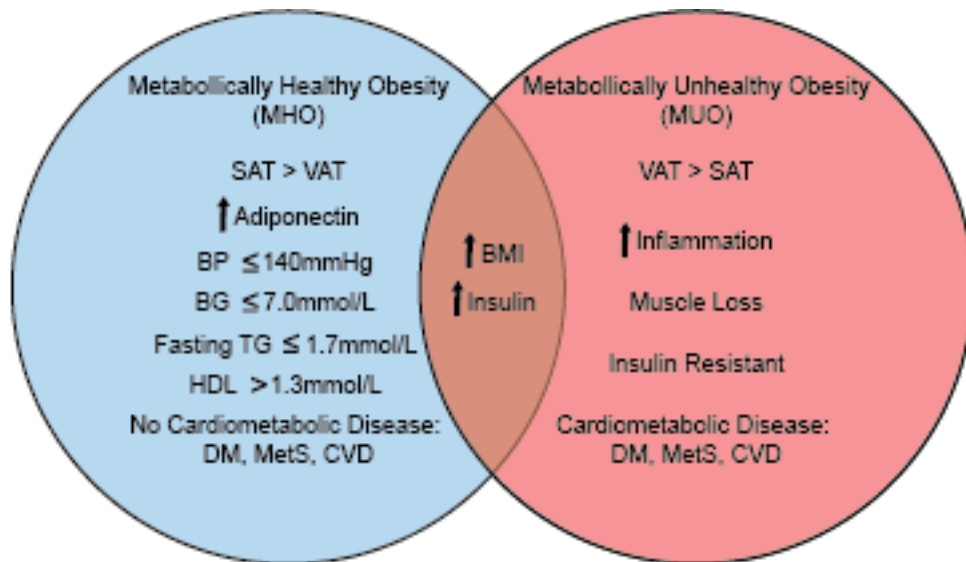 Metabollically Healthy Obesity
(MHO)
SAT > VAT
↑Adiponectin
BP ≤140mmHg
BG ≤7.0mmol/L
Fasting TG ≤ 1.7mmol/L
HDL >1.3mmol/L
No Cardiometabolic Disease:
DM, MetS, CVD
↑BMI
↑Insulin
Metabollically Unhealthy Obesity
(MUO)
VAT > SAT
↑Inflammation
Muscle Loss
Insulin Resistant
Cardiometabolic Disease:
DM, MetS, CVD